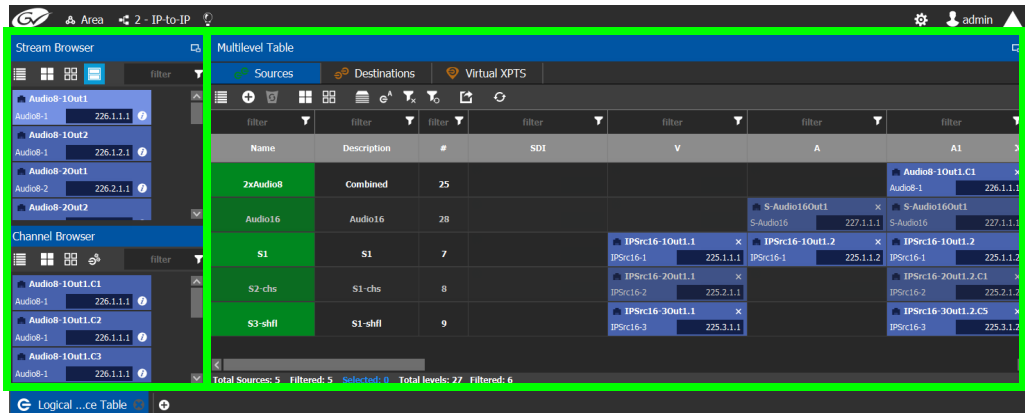 GV Area 2 - IP-to-IP admin
Stream Browser
filter
Audio8-1Out1
Audio8-1 226.1.1.1
Audio8-1Out2
Audio8-1 226.1.2.1
Audio8-2Out1
Audio8-2 226.2.1.1
Audio8-2Out2
Channel Browser
filter
Audio8-1Out1.C1
Audio8-1 226.1.1.1
Audio8-1Out1.C2
Audio8-1 226.1.1.1
Audio8-1Out1.C3
Audio8-1 226.1.1.1
Multilevel Table
Sources Destinations Virtual XPTS
filter filter filter filter filter filter filter
Name Description # SDI V A A1
2xAudio8 Combined 25 Audio8-1Out1.C1
Audio8-1 226.1.1.1
Audio16 Audio16 28 S-Audio16Out1 S-Audio16Out1
S-Audio16 227.1.1.1 S-Audio16 227.1.1.1
S1 S1 7 IPSrc16-1Out1.1 IPSrc16-1Out1.2 IPSrc16-1Out1.2
IPSrc16-1 225.1.1.1 IPSrc16-1 225.1.1.2 IPSrc16-1 225.1.1.2
S2-chs S1-chs 8 IPSrc16-2Out1.1 IPSrc16-2Out1.2.C1
IPSrc16-2 225.2.1.1 IPSrc16-2 225.2.1.2
S3-shfl S1-shfl 9 IPSrc16-3Out1.1 IPSrc16-3Out1.2.C5
IPSrc16-3 225.3.1.1 IPSrc16-3 225.3.1.2
Total Sources: 5 Filtered: 5 Selected: 0 Total levels: 27 Filtered: 6
Logical ...ce Table